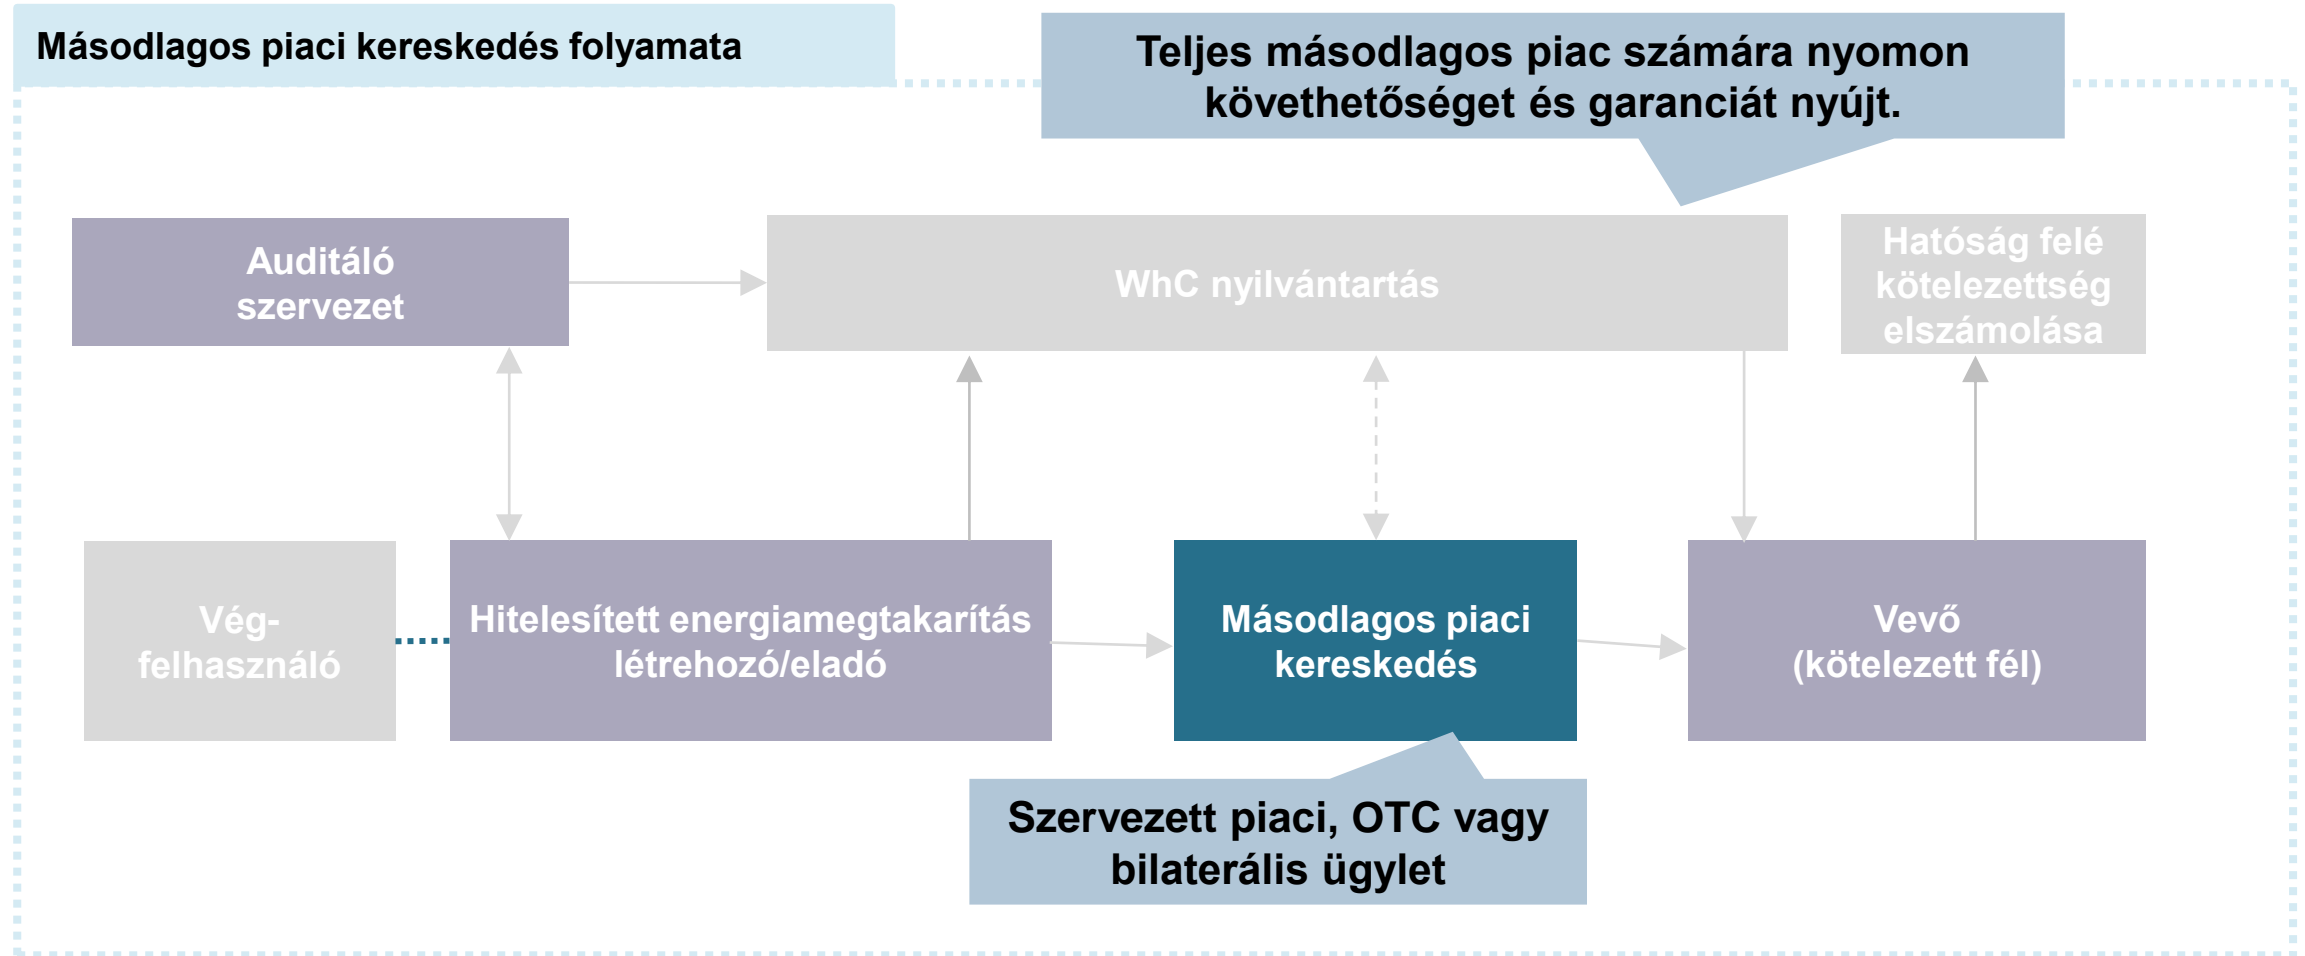 Másodlagos piaci kereskedés folyamata
Teljes másodlagos piac számára nyomon
követhetőséget és garanciát nyújt.
Auditáló
szervezet
WhC nyilvántartás
Hatóság felé
kötelezettség
elszámolása
Vég-
felhasználó
Hitelesített energiamegtakarítás
létrehozó/eladó
Másodlagos piaci
kereskedés
Vevő
(kötelezett fél)
Szervezett piaci, OTC vagy
bilaterális ügylet